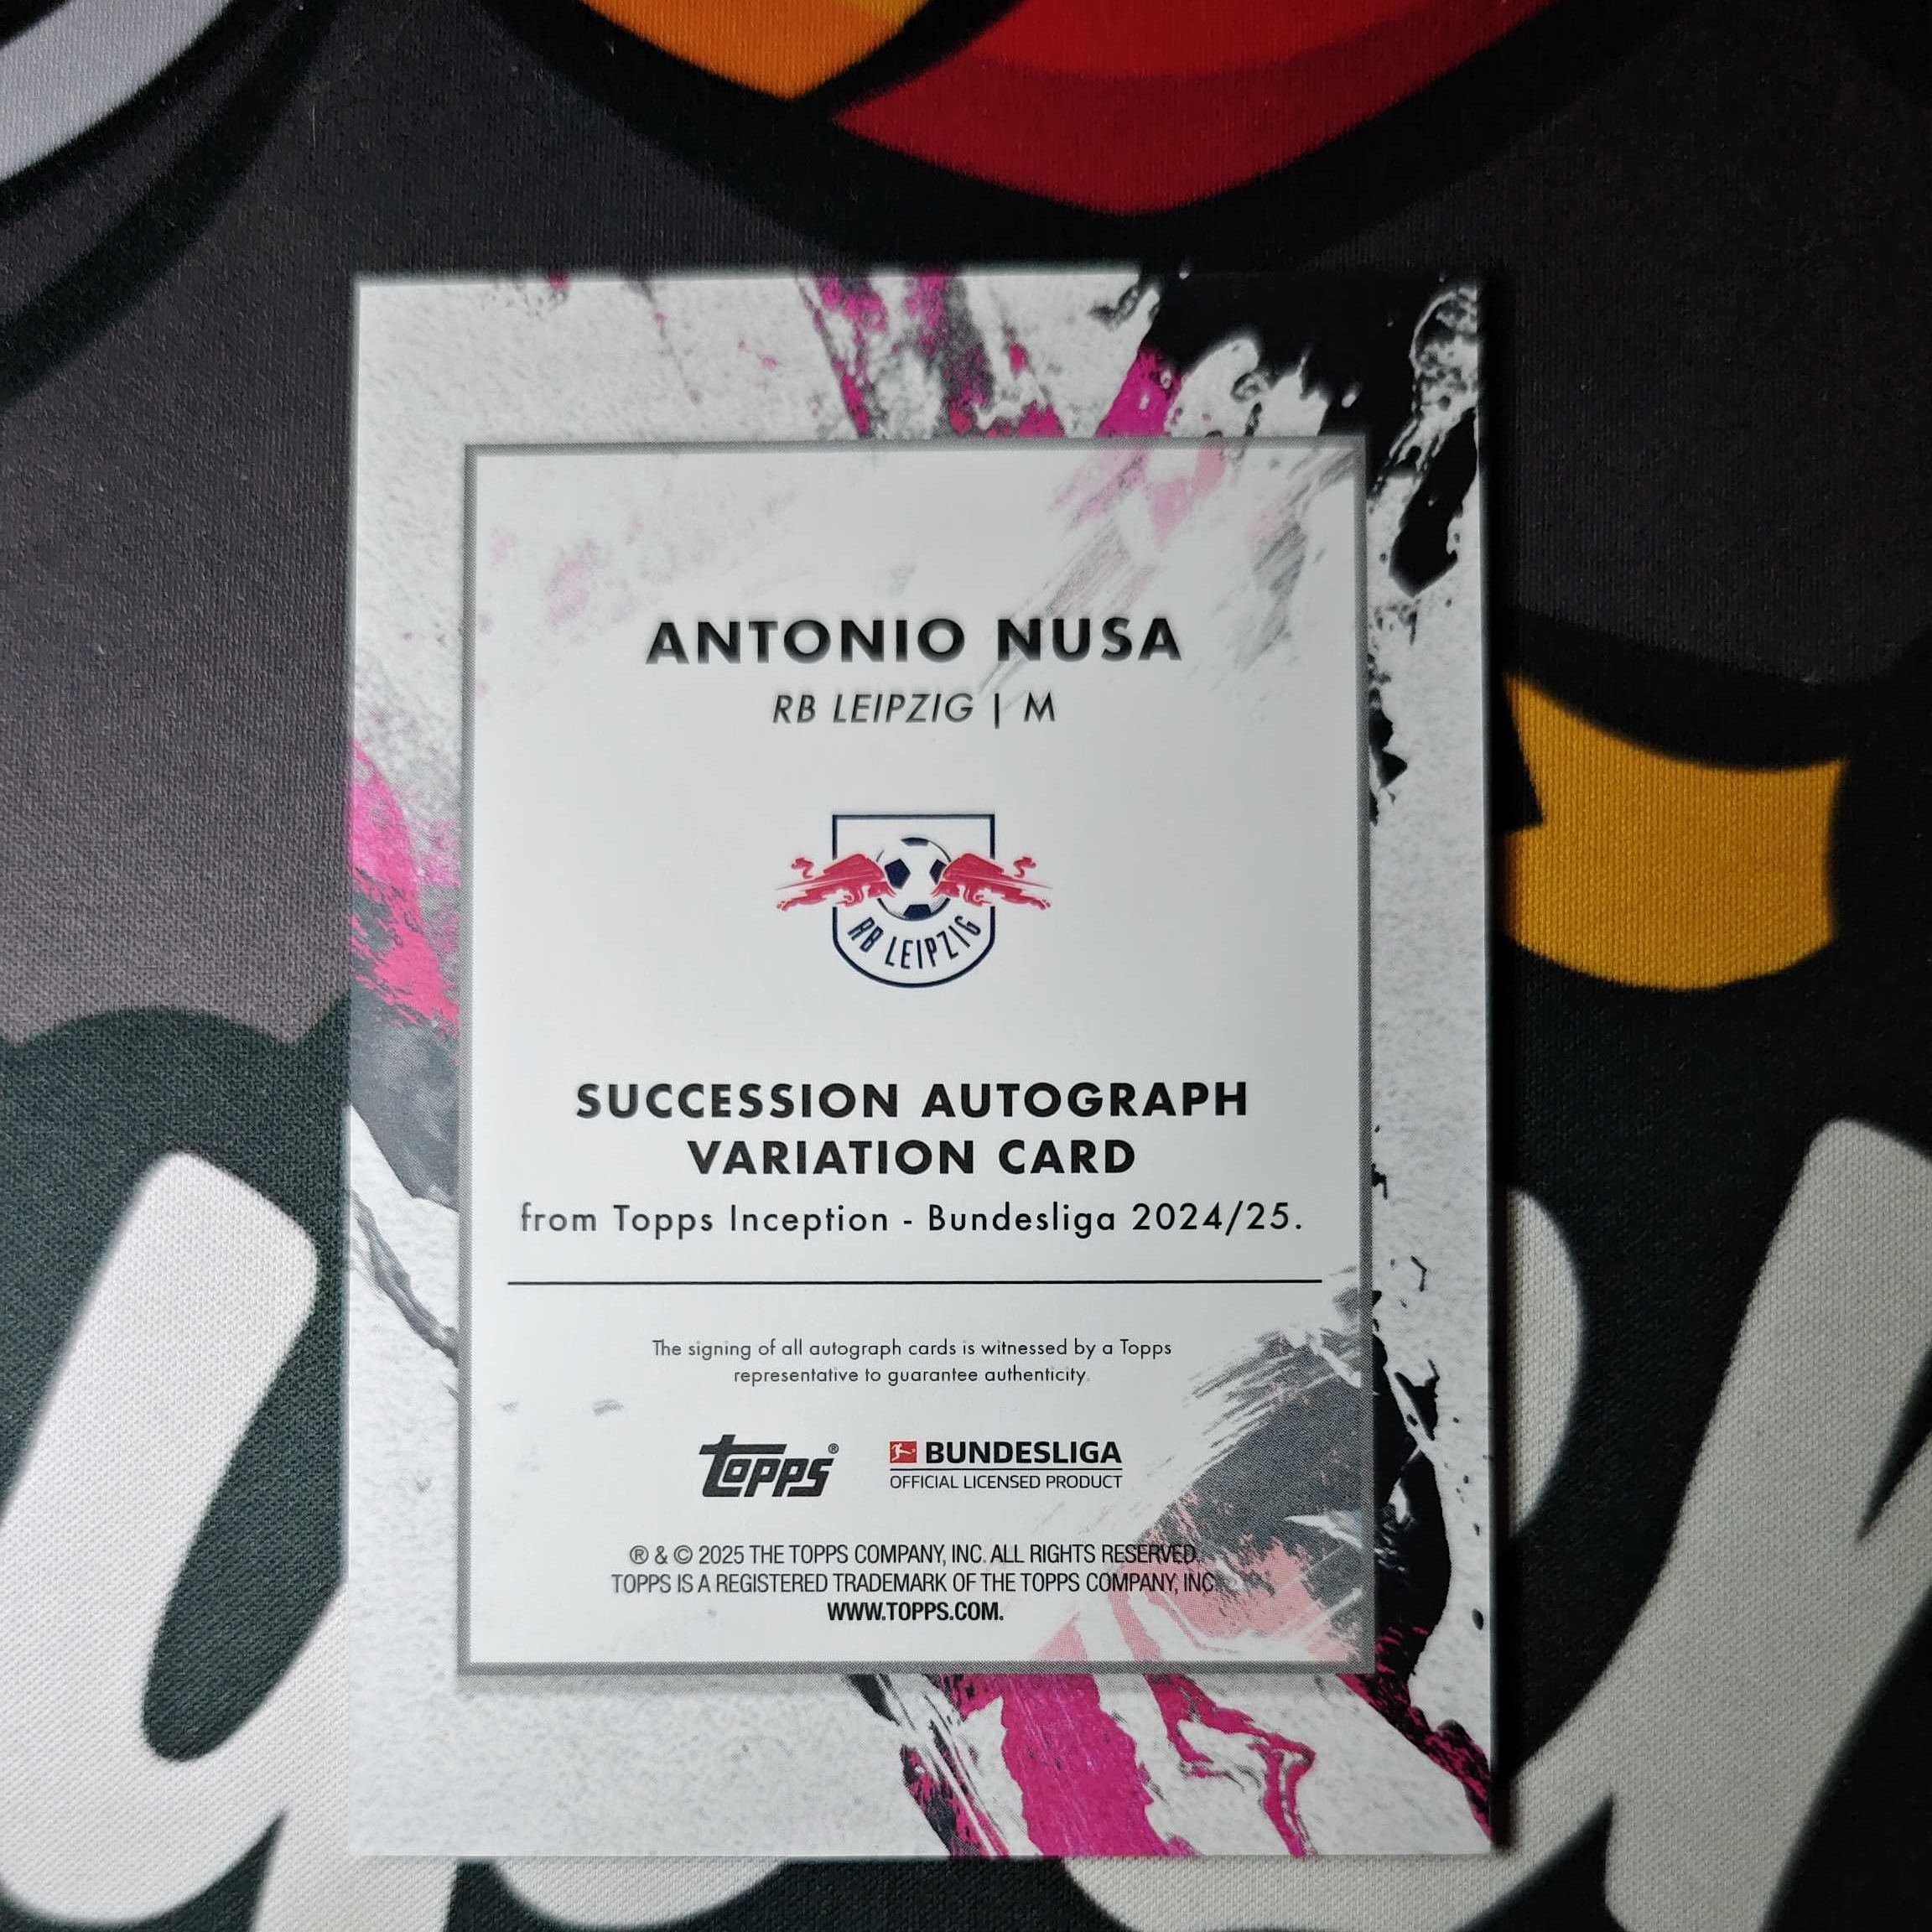 ANTONIO NUSA
RB LEIPZIG | M
RB LEIPZIG
SUCCESSION AUTOGRAPH
VARIATION CARD
from Topps Inception - Bundesliga 2024/25.
The signing of all autograph cards is witnessed by a Topps
representative to guarantee authenticity.
topps®
BUNDESLIGA
OFFICIAL LICENSED PRODUCT
® & © 2025 THE TOPPS COMPANY, INC. ALL RIGHTS RESERVED.
TOPPS IS A REGISTERED TRADEMARK OF THE TOPPS COMPANY, INC.
WWW.TOPPS.COM.